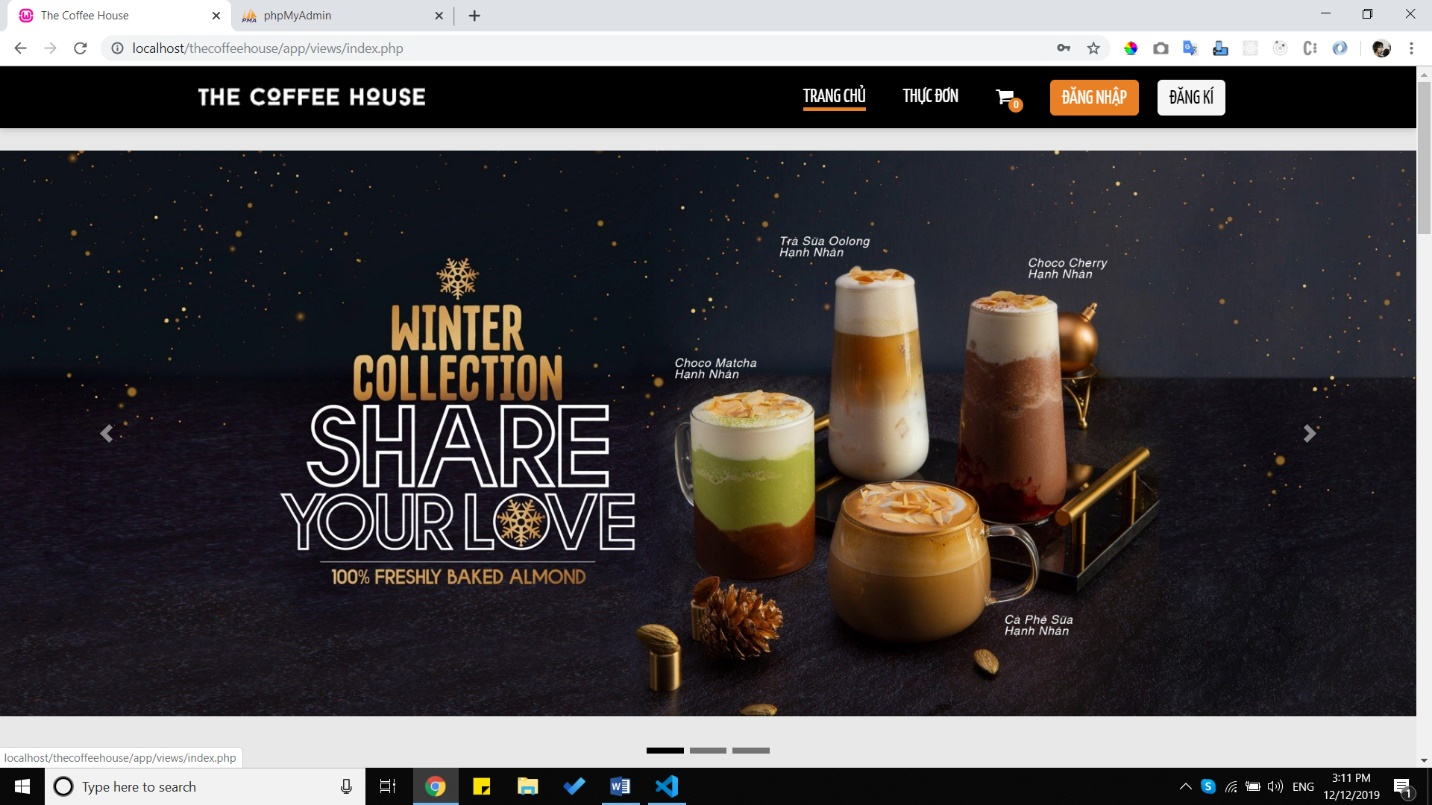 The Coffee House
phpMyAdmin
localhost/thecoffeehouse/app/views/index.php
THE COFFEE HOUSE
TRANG CHỦ
THỰC ĐƠN
0
ĐĂNG NHẬP
ĐĂNG KÍ
Trà Sữa Oolong
Hạnh Nhân
Choco Cherry
Hạnh Nhân
WINTER
COLLECTION
SHARE
YOUR LOVE
100% FRESHLY BAKED ALMOND
Choco Matcha
Hạnh Nhân
Cà Phê Sữa
Hạnh Nhân
localhost/thecoffeehouse/app/views/index.php
Type here to search
ENG
3:11 PM
12/12/2019
1